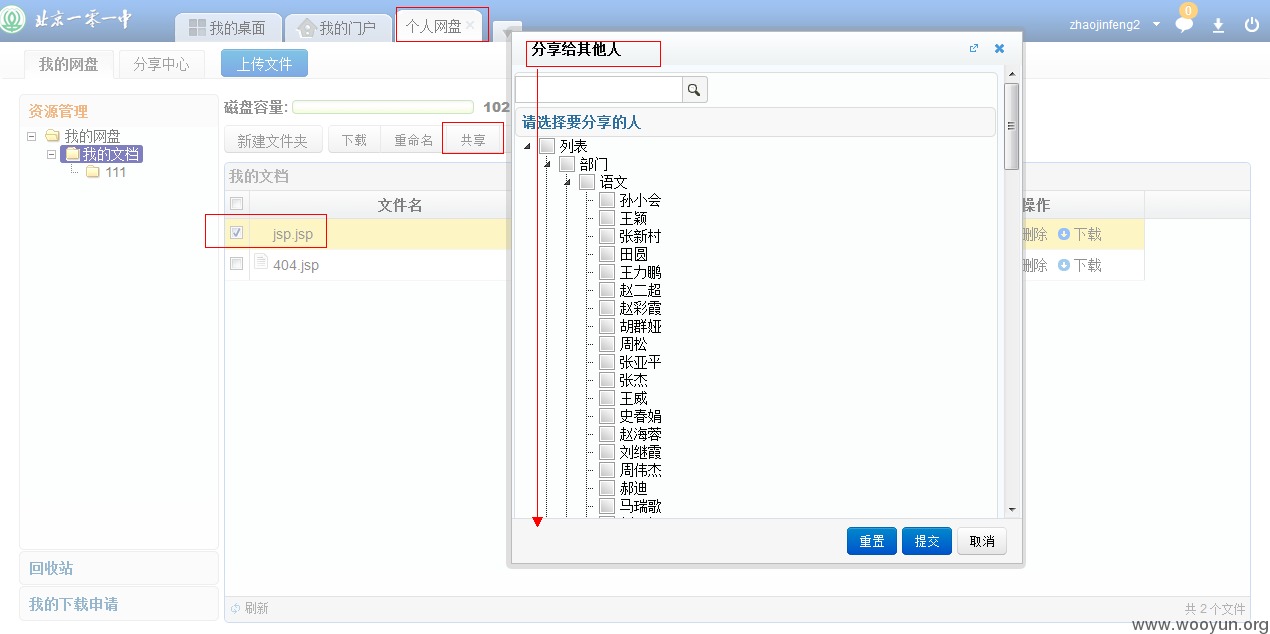 北京一零一中
我的桌面
我的门户
个人网盘
zhaojinfeng2
0
我的网盘
分享中心
上传文件
资源管理
我的网盘
我的文档
111
回收站
我的下载申请
磁盘容量:
102
新建文件夹
下载
重命名
共享
我的文档
文件名
操作
jsp.jsp
删除 下载
404.jsp
删除 下载
刷新
共 2 个文件
分享给其他人
请选择要分享的人
列表
部门
语文
孙小会
王颖
张新村
田圆
王力鹏
赵二超
赵彩霞
胡群娅
周松
张亚平
张杰
王威
史春娟
赵海蓉
刘继霞
周伟杰
郝迪
马瑞歌
重置
提交
取消
www.wooyun.org